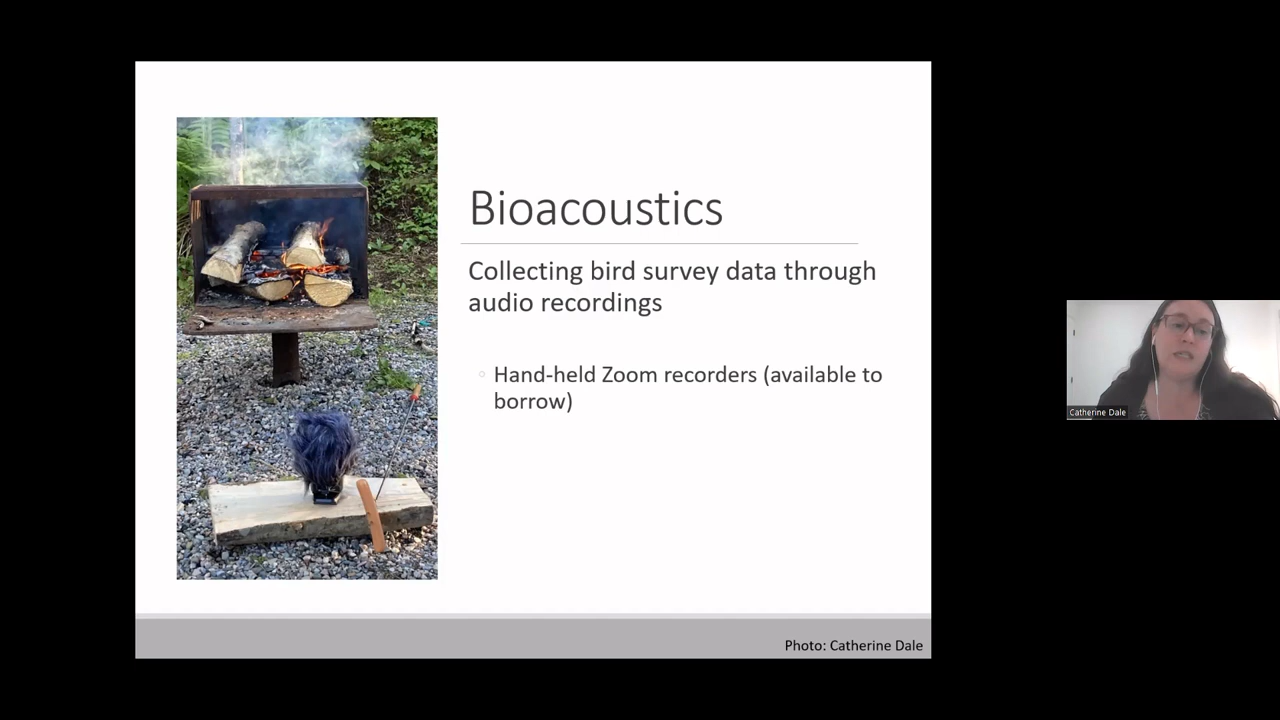 Bioacoustics
Collecting bird survey data through
audio recordings
◦ Hand-held Zoom recorders (available to
borrow)
Photo: Catherine Dale
Catherine Dale